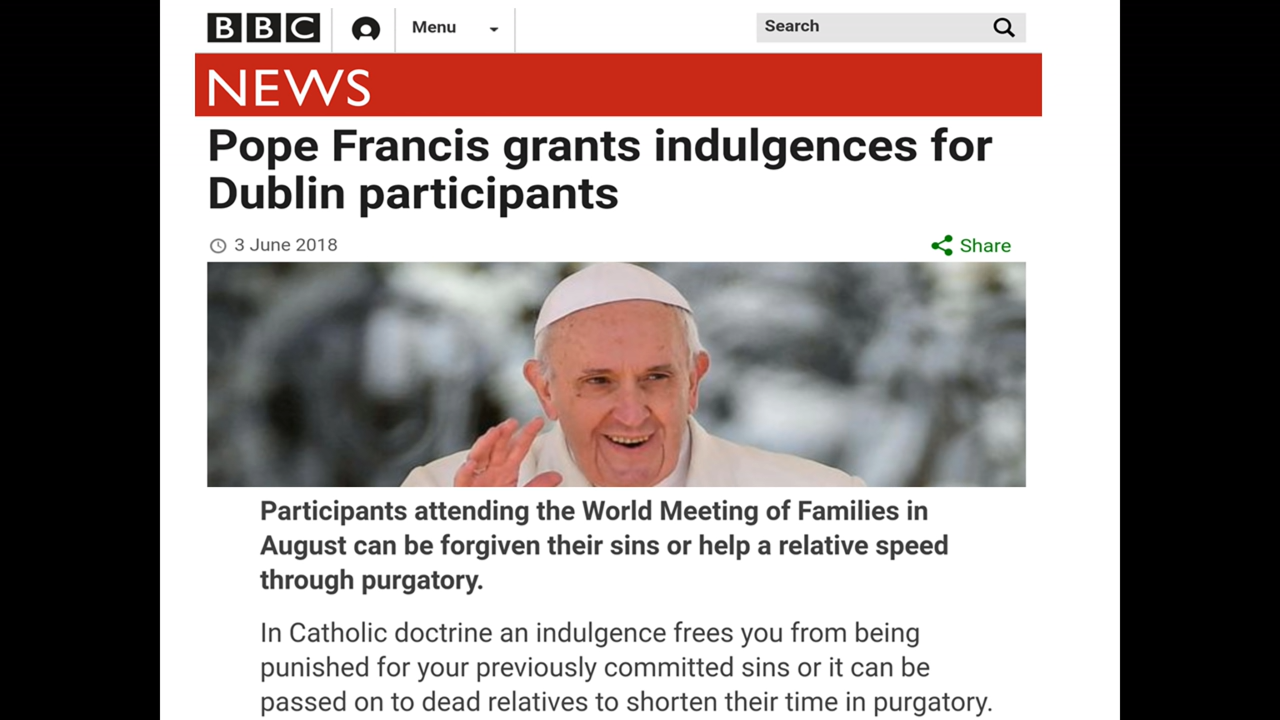 BBC Menu Search
NEWS
Pope Francis grants indulgences for
Dublin participants
3 June 2018 Share
Participants attending the World Meeting of Families in
August can be forgiven their sins or help a relative speed
through purgatory.
In Catholic doctrine an indulgence frees you from being
punished for your previously committed sins or it can be
passed on to dead relatives to shorten their time in purgatory.